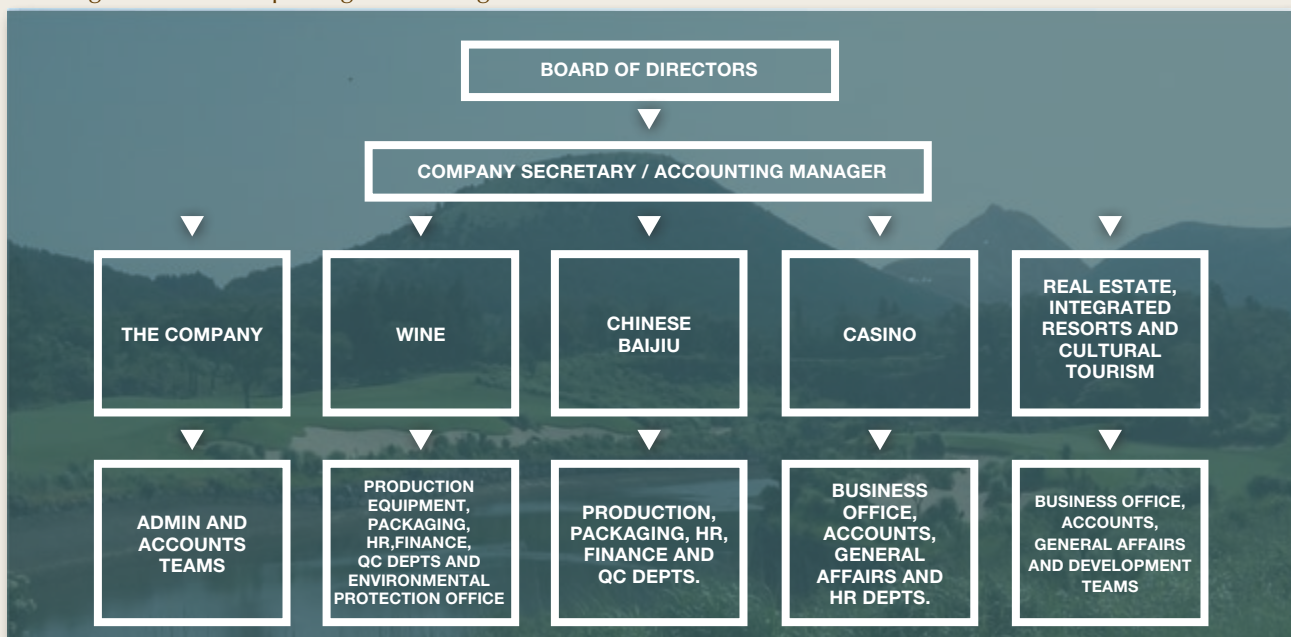 BOARD OF DIRECTORS
COMPANY SECRETARY / ACCOUNTING MANAGER
THE COMPANY
WINE
CHINESE
BAIJIU
CASINO
REAL ESTATE,
INTEGRATED
RESORTS AND
CULTURAL
TOURISM
ADMIN AND
ACCOUNTS
TEAMS
PRODUCTION
EQUIPMENT,
PACKAGING,
HR,FINANCE,
QC DEPTS AND
ENVIRONMENTAL
PROTECTION OFFICE
PRODUCTION,
PACKAGING, HR,
FINANCE AND
QC DEPTS.
BUSINESS
OFFICE,
ACCOUNTS,
GENERAL
AFFAIRS AND
HR DEPTS.
BUSINESS OFFICE,
ACCOUNTS,
GENERAL AFFAIRS
AND DEVELOPMENT
TEAMS